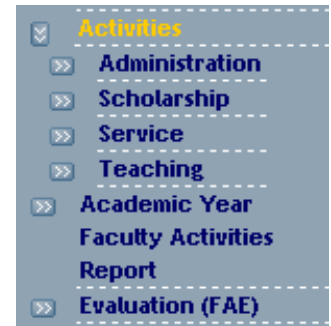 Activities
Administration
Scholarship
Service
Teaching
Academic Year
Faculty Activities
Report
Evaluation (FAE)